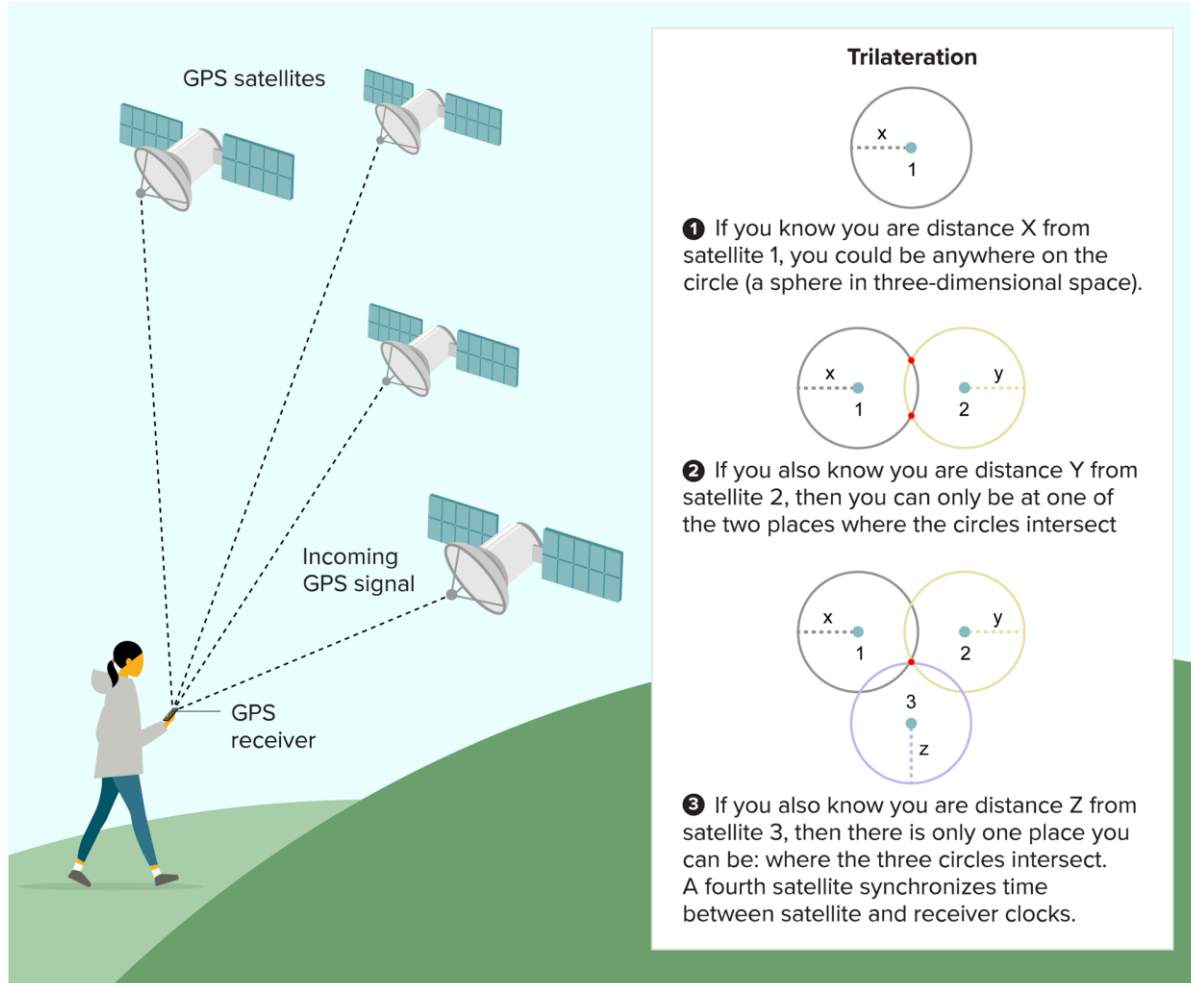 GPS satellites
Incoming
GPS signal
GPS
receiver
Trilateration
x
1
❶ If you know you are distance X from
satellite 1, you could be anywhere on the
circle (a sphere in three-dimensional space).
x
y
1
2
❷ If you also know you are distance Y from
satellite 2, then you can only be at one of
the two places where the circles intersect
x
y
1
2
3
z
❸ If you also know you are distance Z from
satellite 3, then there is only one place you
can be: where the three circles intersect.
A fourth satellite synchronizes time
between satellite and receiver clocks.